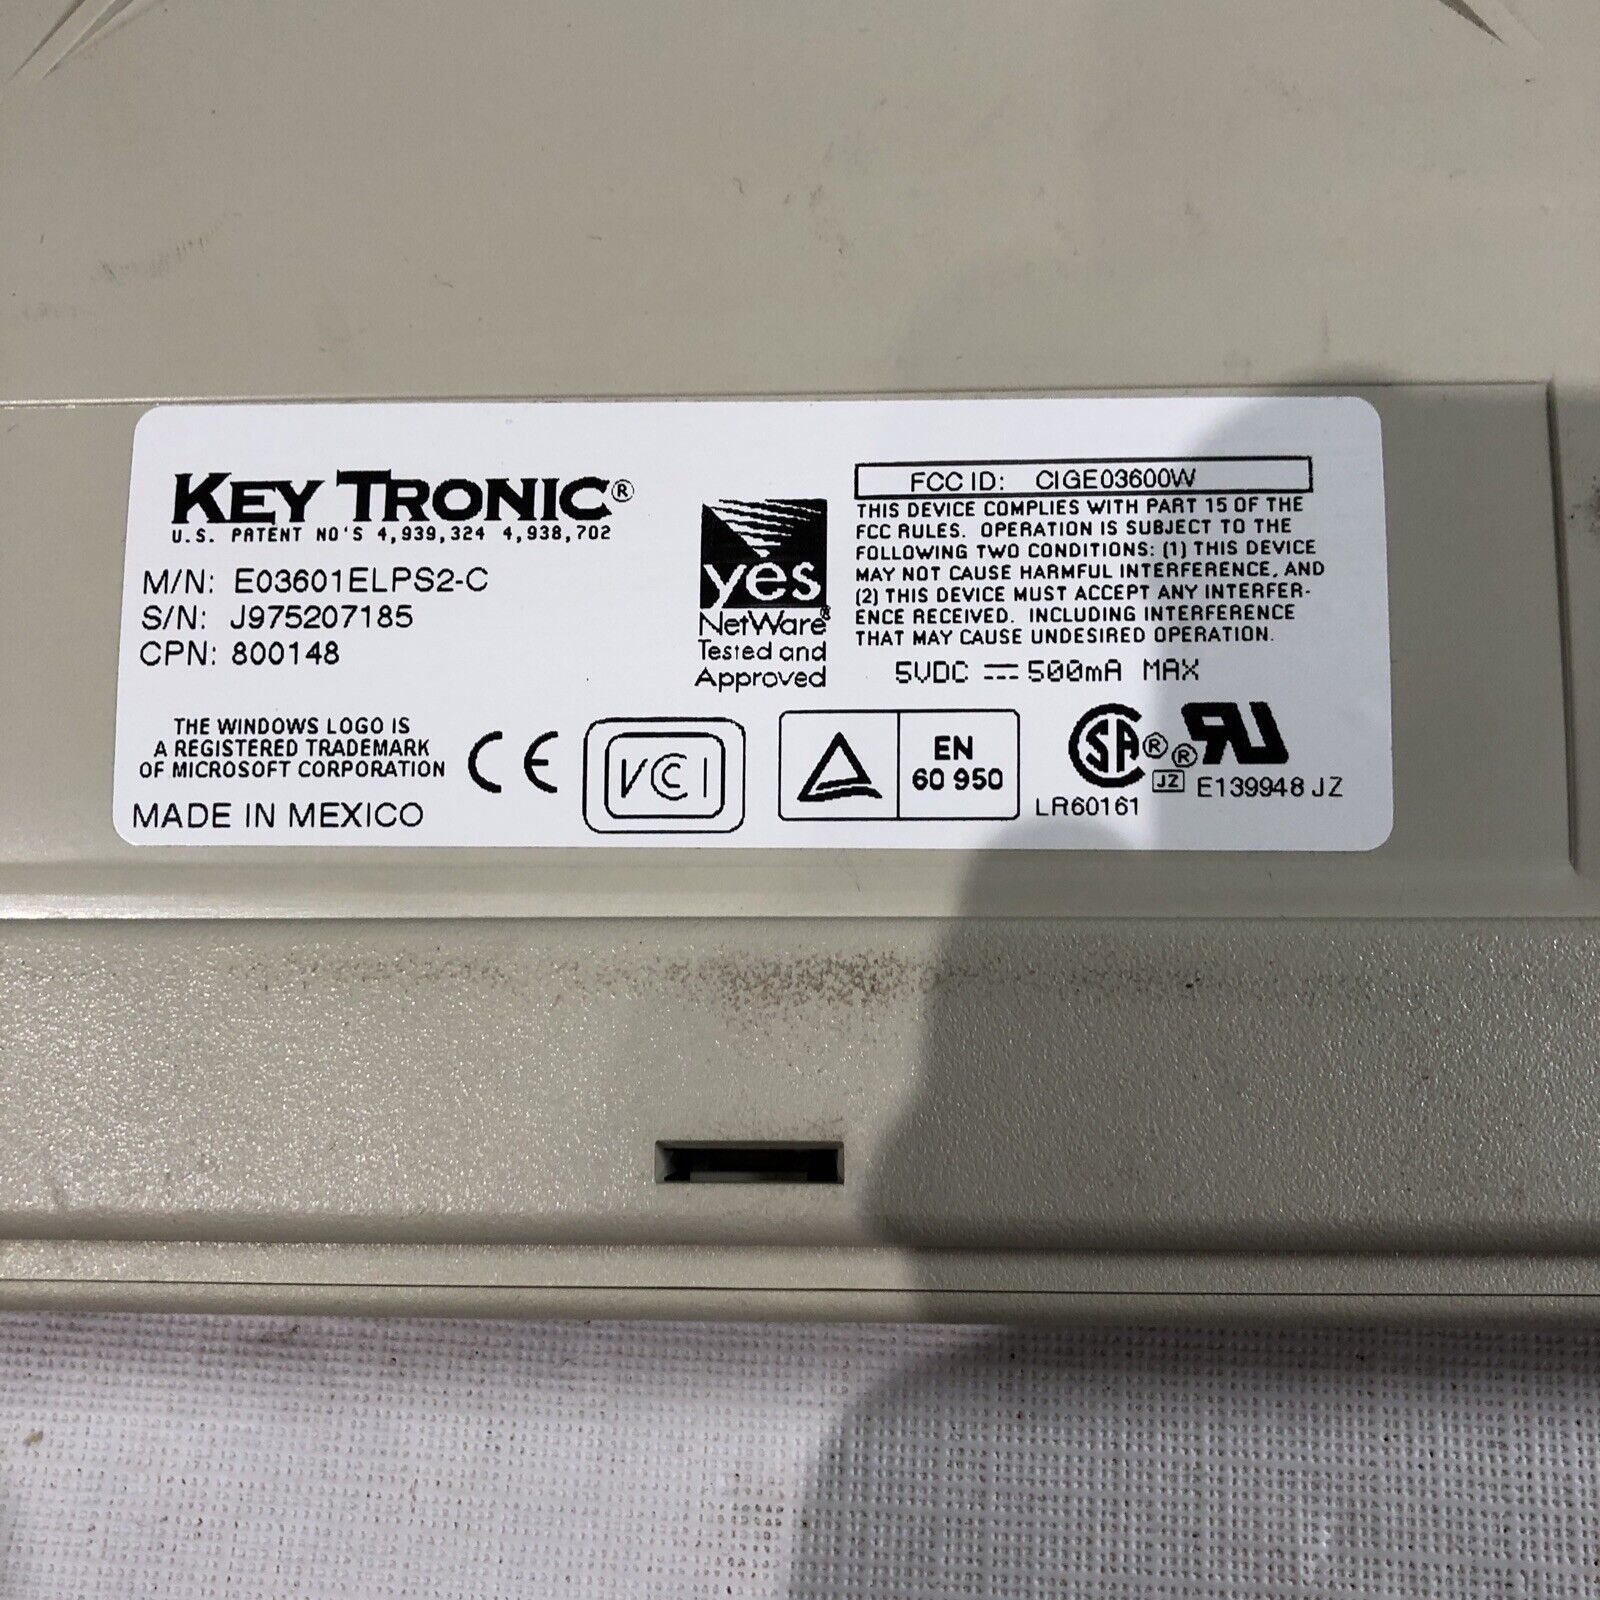 KEY TRONIC®
U.S. PATENT NO'S 4,939,324 4,938,702
M/N: E03601ELPS2-C
S/N: J975207185
CPN: 800148
THE WINDOWS LOGO IS
A REGISTERED TRADEMARK
OF MICROSOFT CORPORATION
MADE IN MEXICO
yes
NetWare®
Tested and
Approved
FCC ID: CIGE03600W
THIS DEVICE COMPLIES WITH PART 15 OF THE
FCC RULES. OPERATION IS SUBJECT TO THE
FOLLOWING TWO CONDITIONS: (1) THIS DEVICE
MAY NOT CAUSE HARMFUL INTERFERENCE, AND
(2) THIS DEVICE MUST ACCEPT ANY INTERFER-
ENCE RECEIVED. INCLUDING INTERFERENCE
THAT MAY CAUSE UNDESIRED OPERATION.
5VDC ⎓ 500mA MAX
CE
VCCI
EN
60 950
SA®
LR60161
®RU
JZ E139948 JZ